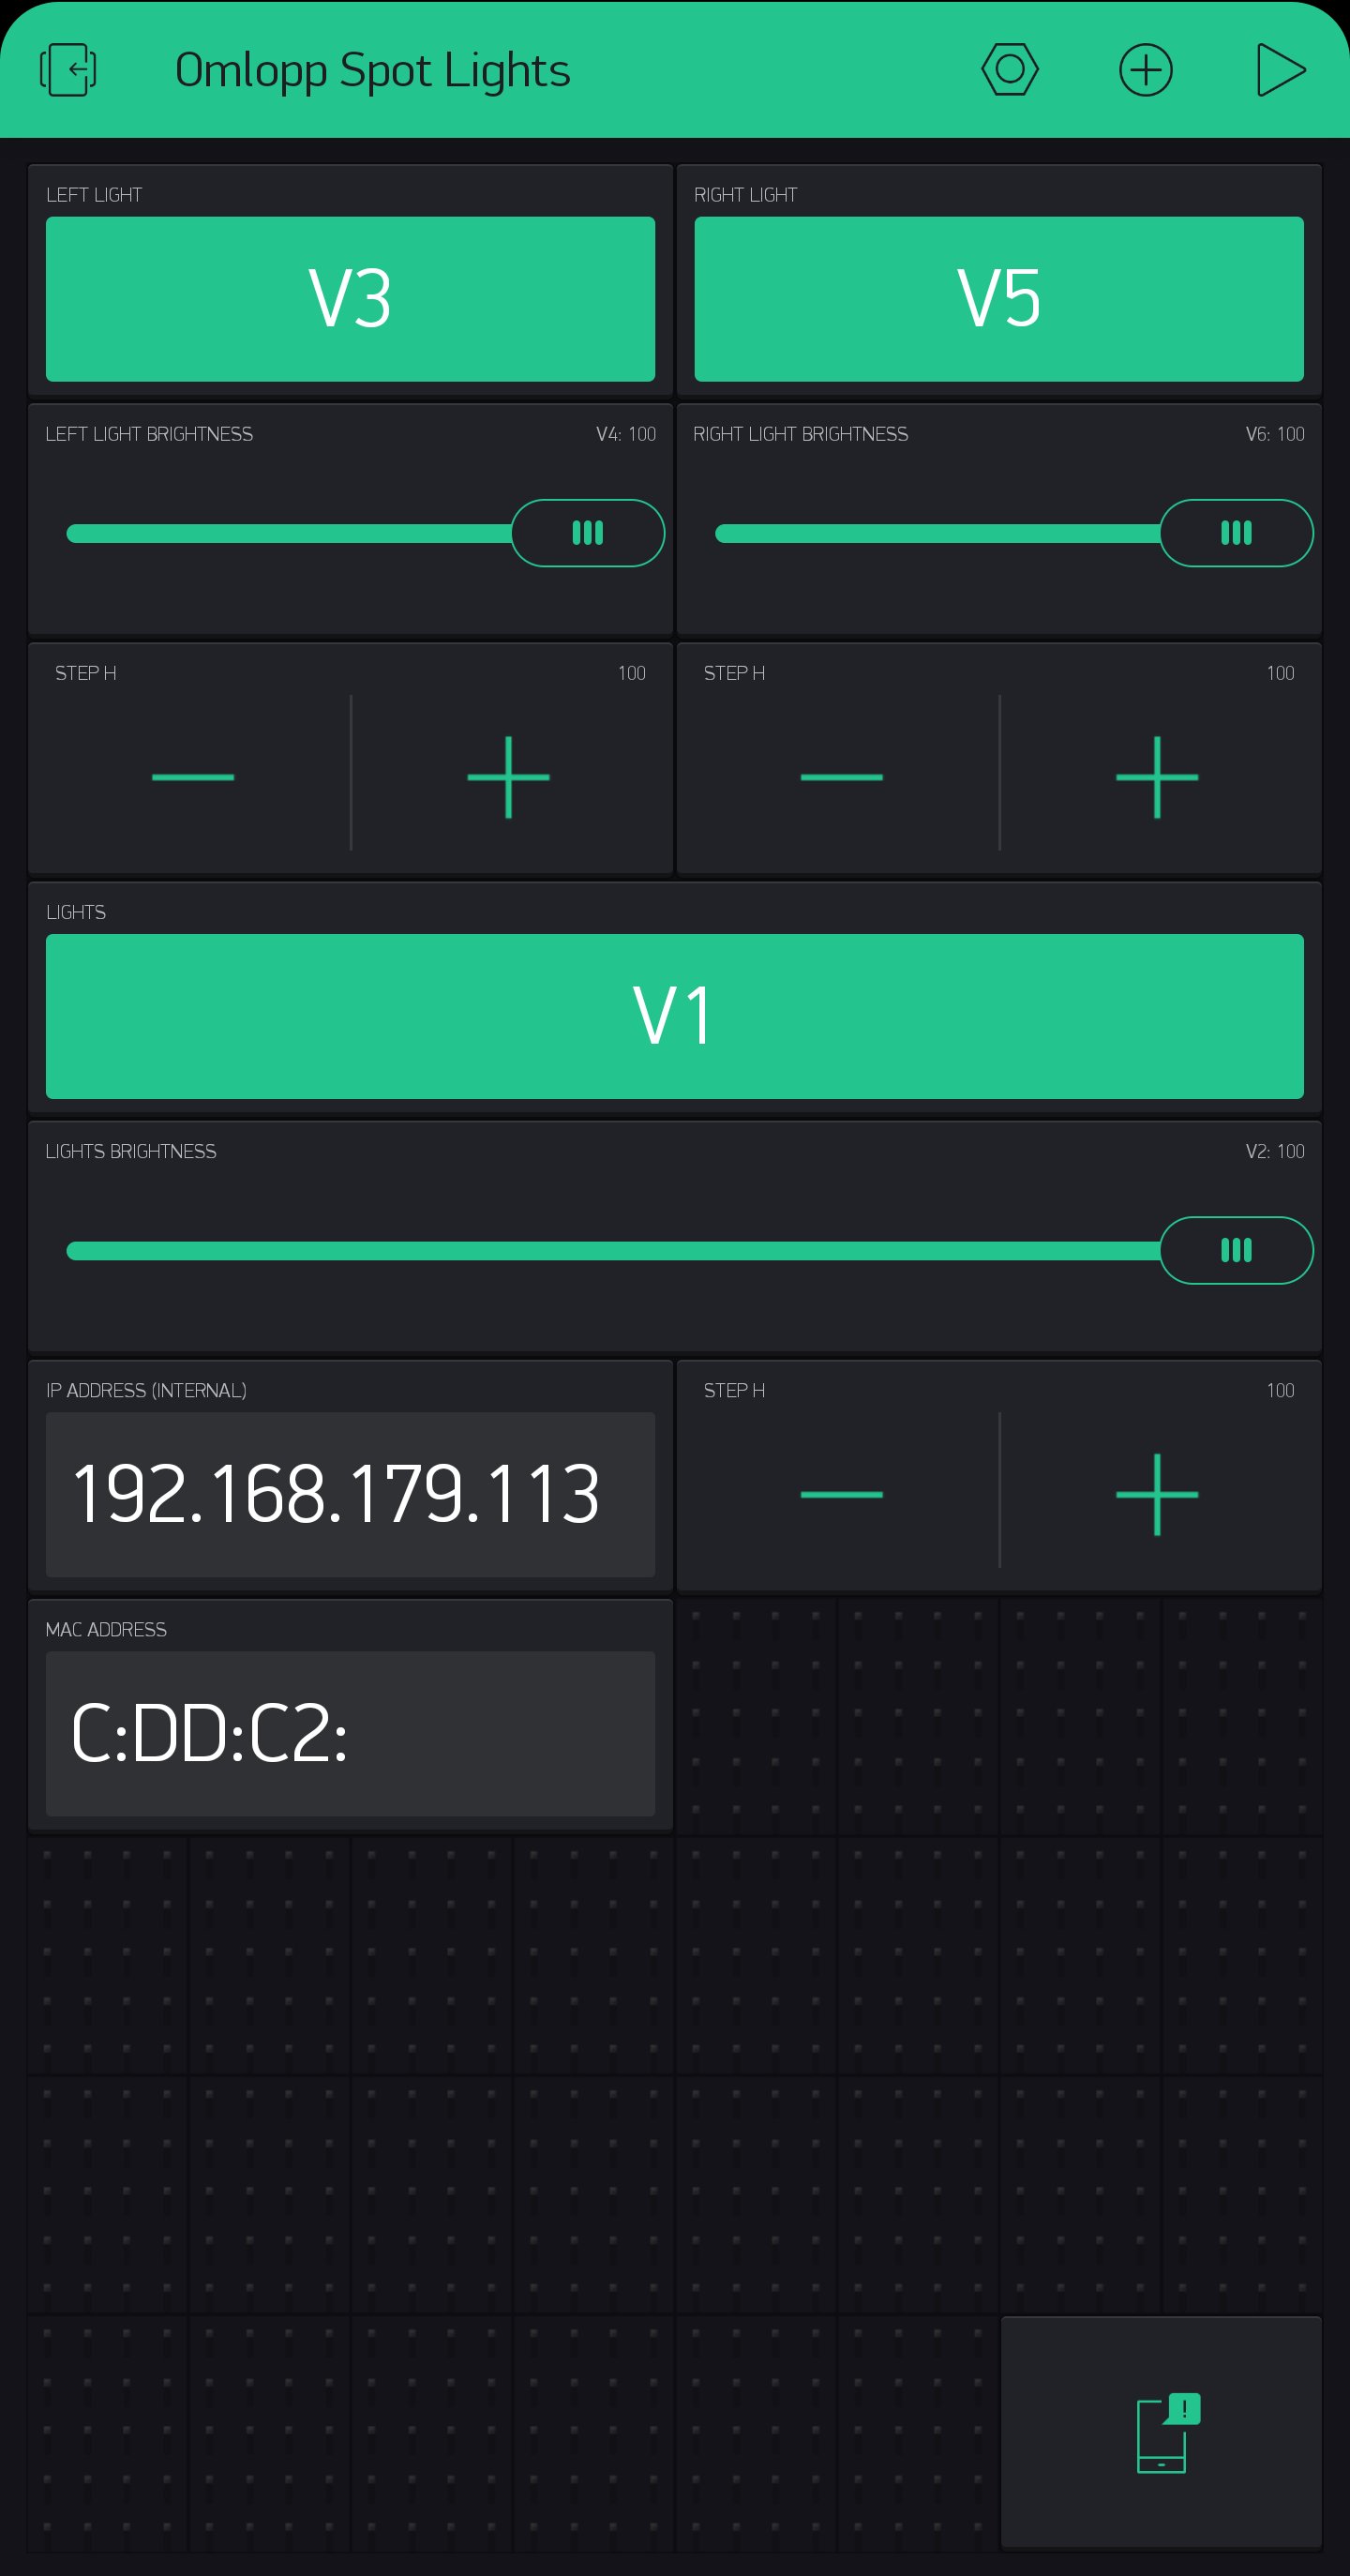 Omlopp Spot Lights
LEFT LIGHT
V3
RIGHT LIGHT
V5
LEFT LIGHT BRIGHTNESS V4: 100
RIGHT LIGHT BRIGHTNESS V6: 100
STEP H 100
STEP H 100
LIGHTS
V1
LIGHTS BRIGHTNESS V2: 100
IP ADDRESS (INTERNAL)
192.168.179.113
STEP H 100
MAC ADDRESS
C:DD:C2:
!